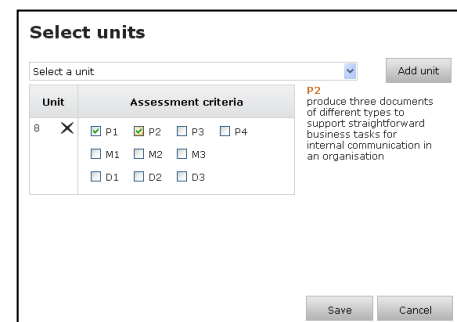 Select units
Select a unit
Add unit
Unit Assessment criteria
8 P1 P2 P3 P4
M1 M2 M3
D1 D2 D3
P2
produce three documents
of different types to
support straightforward
business tasks for
internal communication in
an organisation
Save Cancel